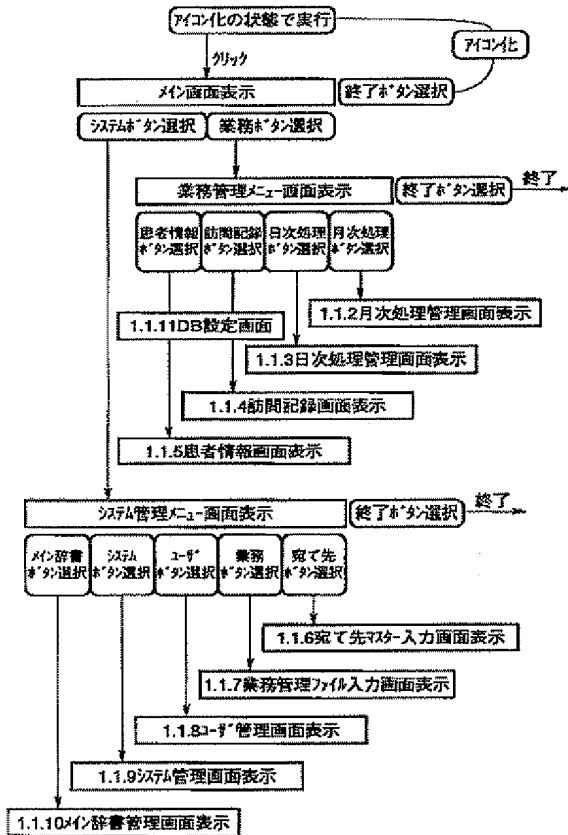 アイコン化の状態で実行
アイコン化
クリック
メイン画面表示
終了ボタン選択
システムボタン選択
業務ボタン選択
業務管理メニュー画面表示
終了ボタン選択
終了
患者情報
ボタン選択
訪問記録
ボタン選択
日次処理
ボタン選択
月次処理
ボタン選択
1.1.2月次処理管理画面表示
1.1.11DB設定画面
1.1.3日次処理管理画面表示
1.1.4訪問記録画面表示
1.1.5患者情報画面表示
システム管理メニュー画面表示
終了ボタン選択
終了
メイン辞書
ボタン選択
システム
ボタン選択
ユーザ
ボタン選択
業務
ボタン選択
宛て先
ボタン選択
1.1.6宛て先マスター入力画面表示
1.1.7業務管理ファイル入力画面表示
1.1.8ユーザ管理画面表示
1.1.9システム管理画面表示
1.1.10メイン辞書管理画面表示